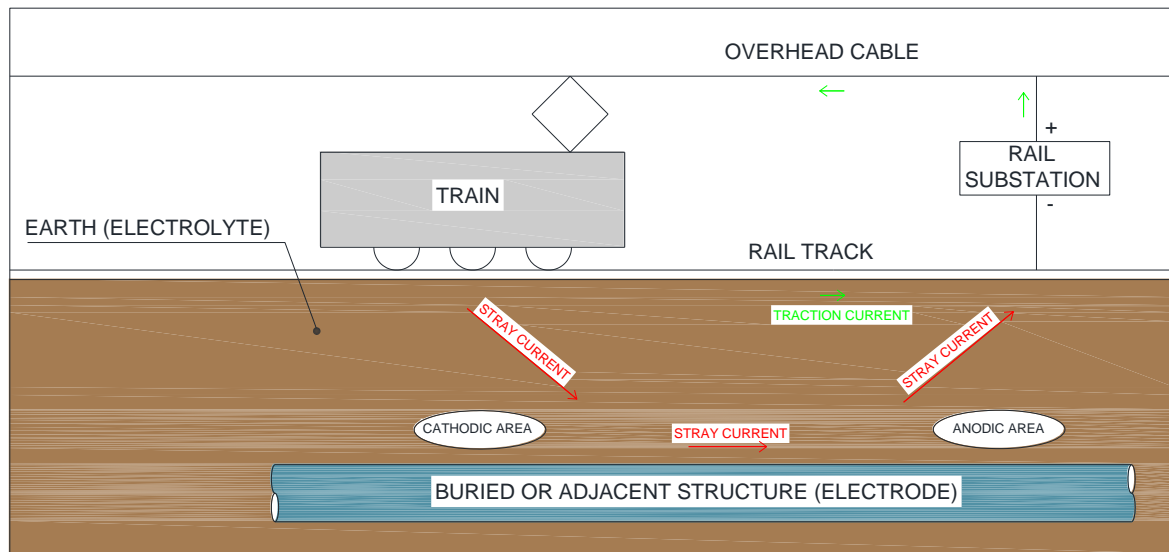 OVERHEAD CABLE
+
RAIL
SUBSTATION
-
TRAIN
EARTH (ELECTROLYTE)
RAIL TRACK
STRAY CURRENT
TRACTION CURRENT
STRAY CURRENT
CATHODIC AREA
STRAY CURRENT
ANODIC AREA
BURIED OR ADJACENT STRUCTURE (ELECTRODE)